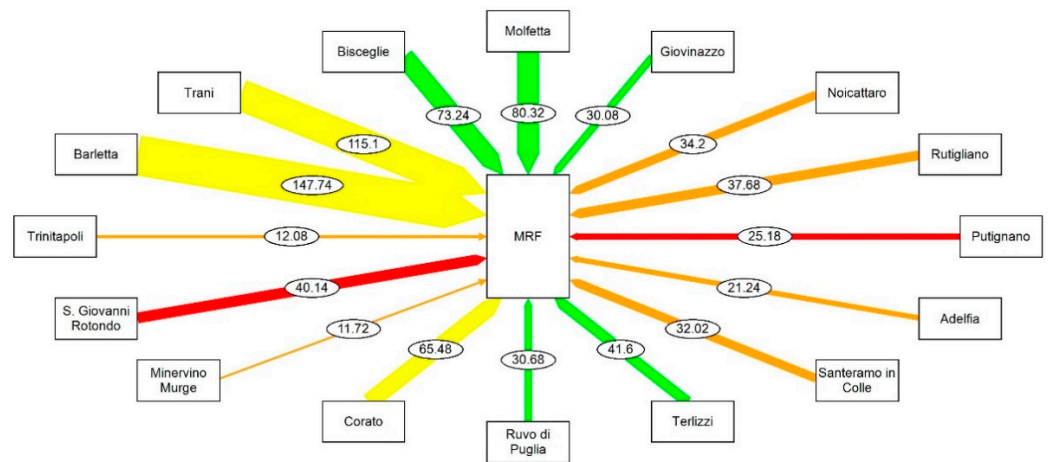 Molfetta
Bisceglie
Giovinazzo
Trani
Noicattaro
73.24
80.32
30.08
115.1
34.2
Barletta
Rutigliano
147.74
37.68
Trinitapoli
12.08
MRF
25.18
Putignano
S. Giovanni
Rotondo
40.14
21.24
Adelfia
11.72
32.02
Minervino
Murge
65.48
30.68
41.6
Santeramo in
Colle
Corato
Ruvo di
Puglia
Terlizzi